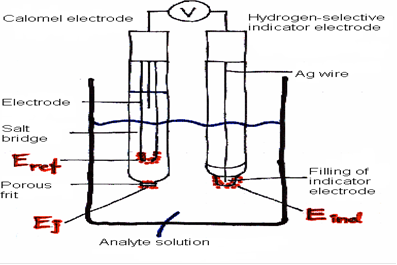 Calomel electrode
V
Hydrogen-selective
indicator electrode
Ag wire
Electrode
Salt
bridge
Eref
Porous
frit
EJ
Filling of
indicator
electrode
Eind
Analyte solution